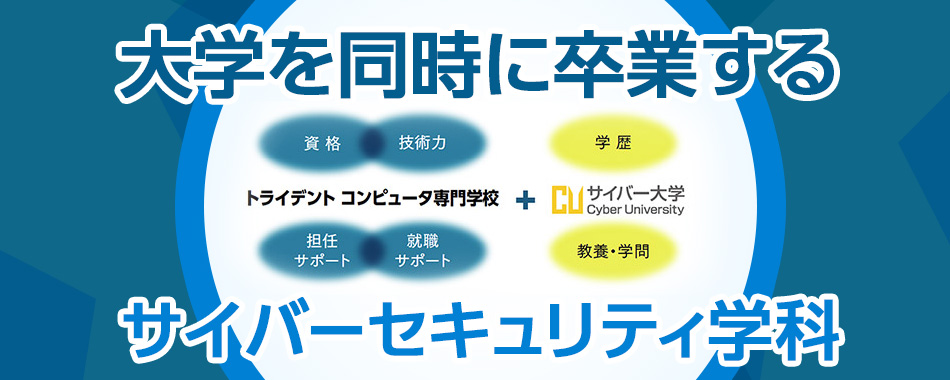 大学を同時に卒業する
資格 技術力 学歴
トライデント コンピュータ専門学校 + CU サイバー大学
Cyber University
担任 就職
サポート サポート 教養・学問
サイバーセキュリティ学科